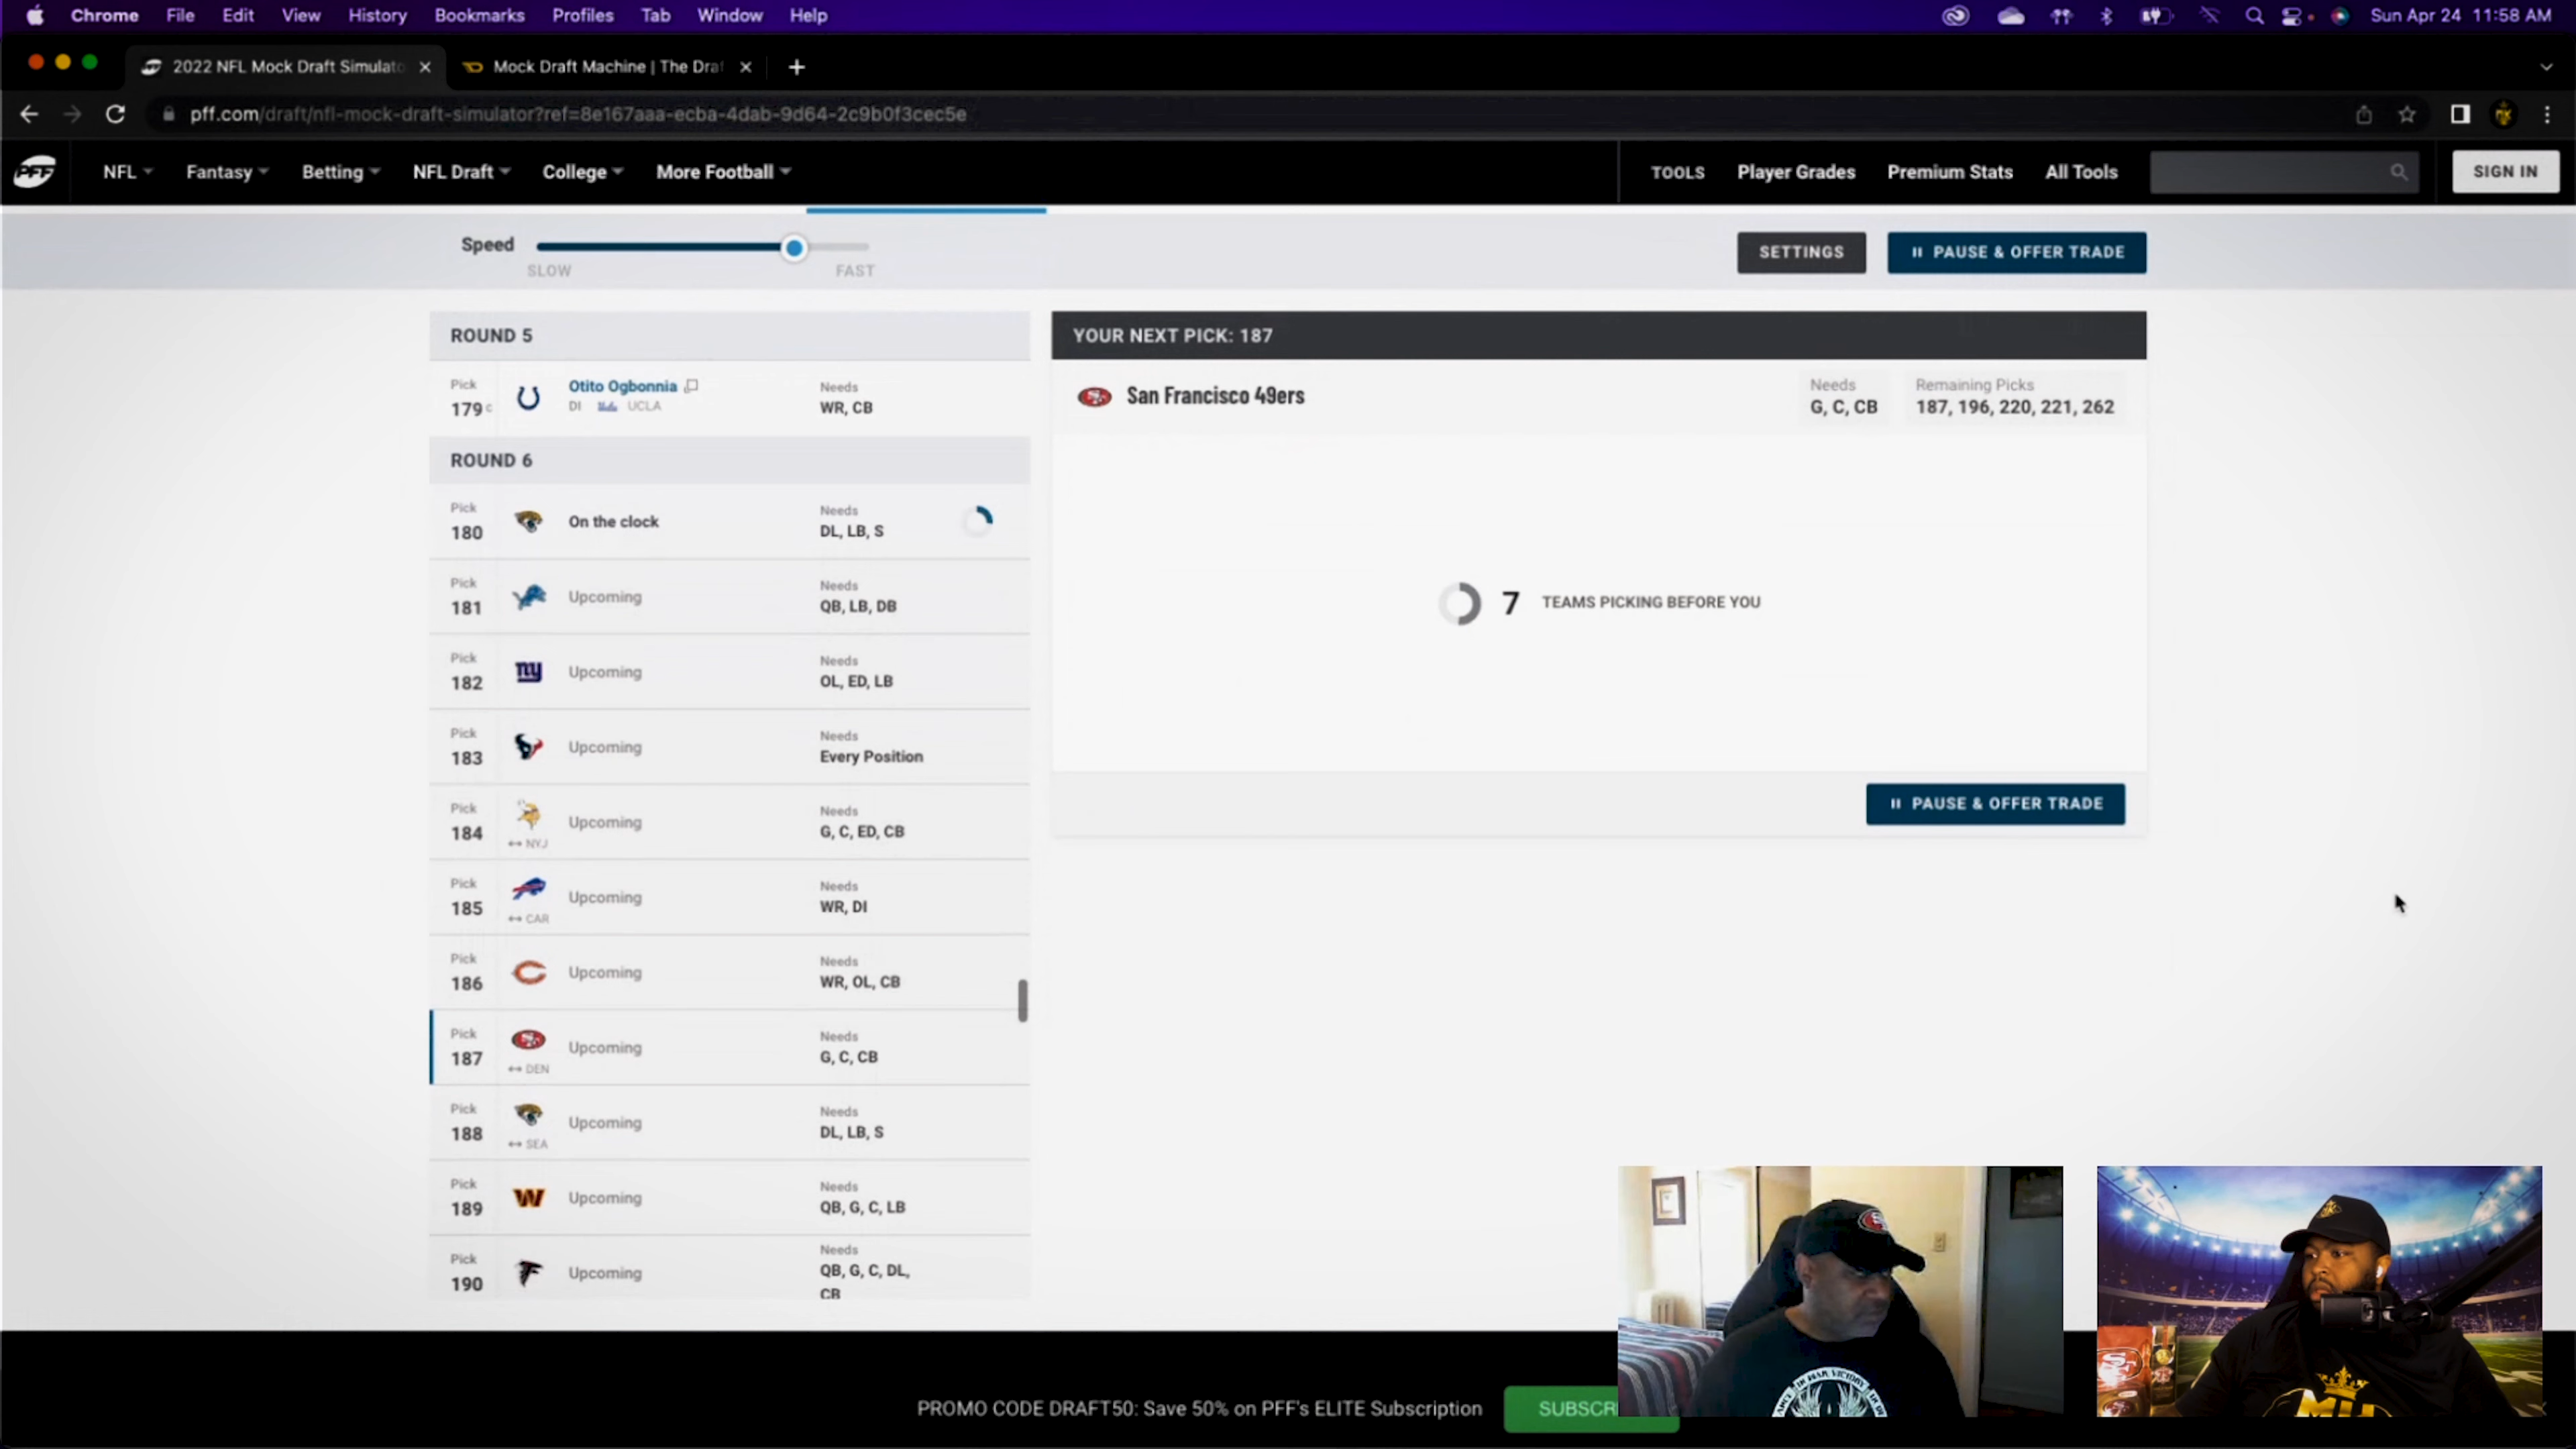 Chrome File Edit View History Bookmarks Profiles Tab Window Help Sun Apr 24 11:58 AM
2022 NFL Mock Draft Simulato Mock Draft Machine | The Dra
pff.com/draft/nfl-mock-draft-simulator?ref=8e167aaa-ecba-4dab-9d64-2c9b0f3cec5e
PFF NFL Fantasy Betting NFL Draft College More Football TOOLS Player Grades Premium Stats All Tools SIGN IN
Speed
SLOW FAST
SETTINGS PAUSE & OFFER TRADE
ROUND 5
Pick 179 c
Otito Ogbonnia
DI UCLA
Needs
WR, CB
ROUND 6
Pick 180
On the clock
Needs
DL, LB, S
Pick 181
Upcoming
Needs
QB, LB, DB
Pick 182
ny
Upcoming
Needs
OL, ED, LB
Pick 183
Upcoming
Needs
Every Position
Pick 184
NYJ
Upcoming
Needs
G, C, ED, CB
Pick 185
CAR
Upcoming
Needs
WR, DI
Pick 186
Upcoming
Needs
WR, OL, CB
Pick 187
DEN
Upcoming
Needs
G, C, CB
Pick 188
SEA
Upcoming
Needs
DL, LB, S
Pick 189
W
Upcoming
Needs
QB, G, C, LB
Pick 190
Upcoming
Needs
QB, G, C, DL,
CB
YOUR NEXT PICK: 187
San Francisco 49ers
Needs
G, C, CB
Remaining Picks
187, 196, 220, 221, 262
7 TEAMS PICKING BEFORE YOU
PAUSE & OFFER TRADE
PROMO CODE DRAFT50: Save 50% on PFF's ELITE Subscription
SUBSCRI